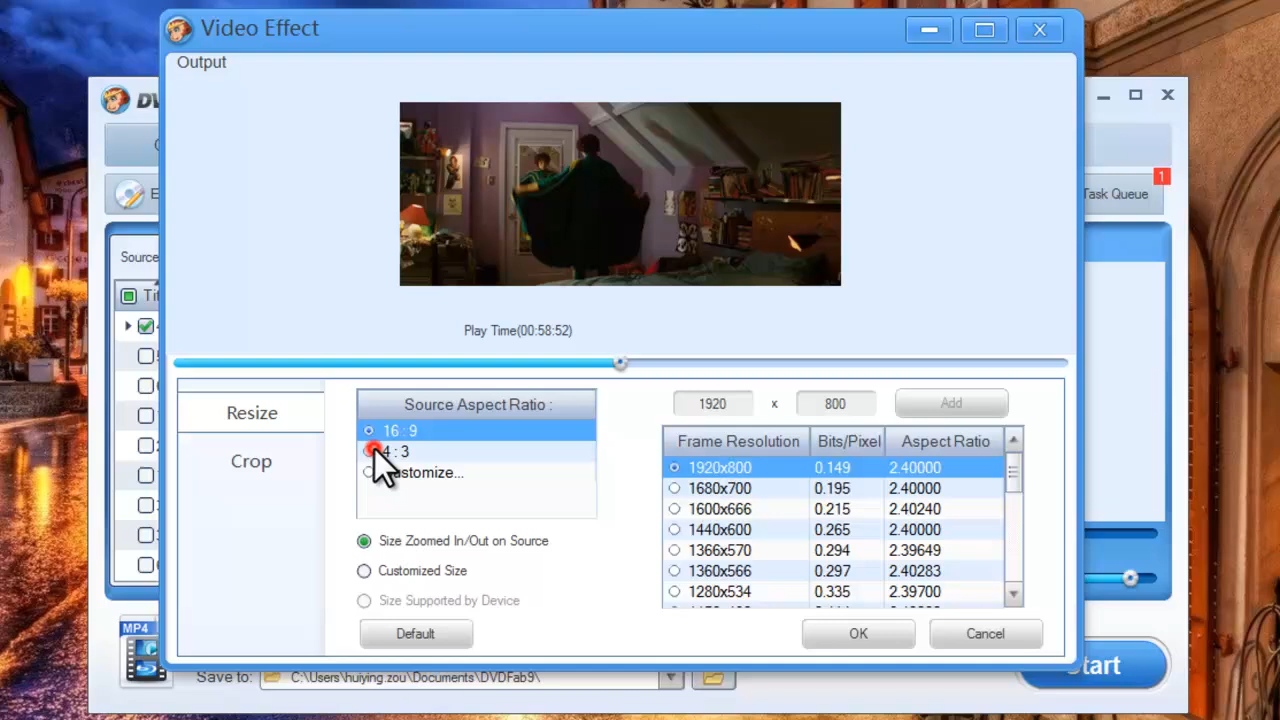 Video Effect
Output
DV
Task Queue
1
Source
Tit
Play Time(00:58:52)
Resize
Crop
Source Aspect Ratio :
16 : 9
4 : 3
ustomize...
Size Zoomed In/Out on Source
Customized Size
Size Supported by Device
Default
1920 x 800 Add
Frame Resolution Bits/Pixel Aspect Ratio
1920x800 0.149 2.40000
1680x700 0.195 2.40000
1600x666 0.215 2.40240
1440x600 0.265 2.40000
1366x570 0.294 2.39649
1360x566 0.297 2.40283
1280x534 0.335 2.39700
OK Cancel
MP4
Save to: C:\Users\huiying.zou\Documents\DVDFab9\
Start